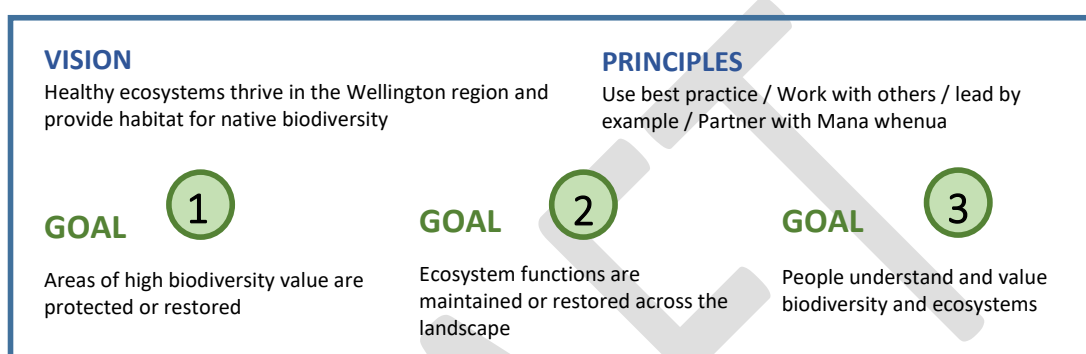 VISION
Healthy ecosystems thrive in the Wellington region and
provide habitat for native biodiversity
PRINCIPLES
Use best practice / Work with others / lead by
example / Partner with Mana whenua
GOAL 1
Areas of high biodiversity value are
protected or restored
GOAL 2
Ecosystem functions are
maintained or restored across the
landscape
GOAL 3
People understand and value
biodiversity and ecosystems